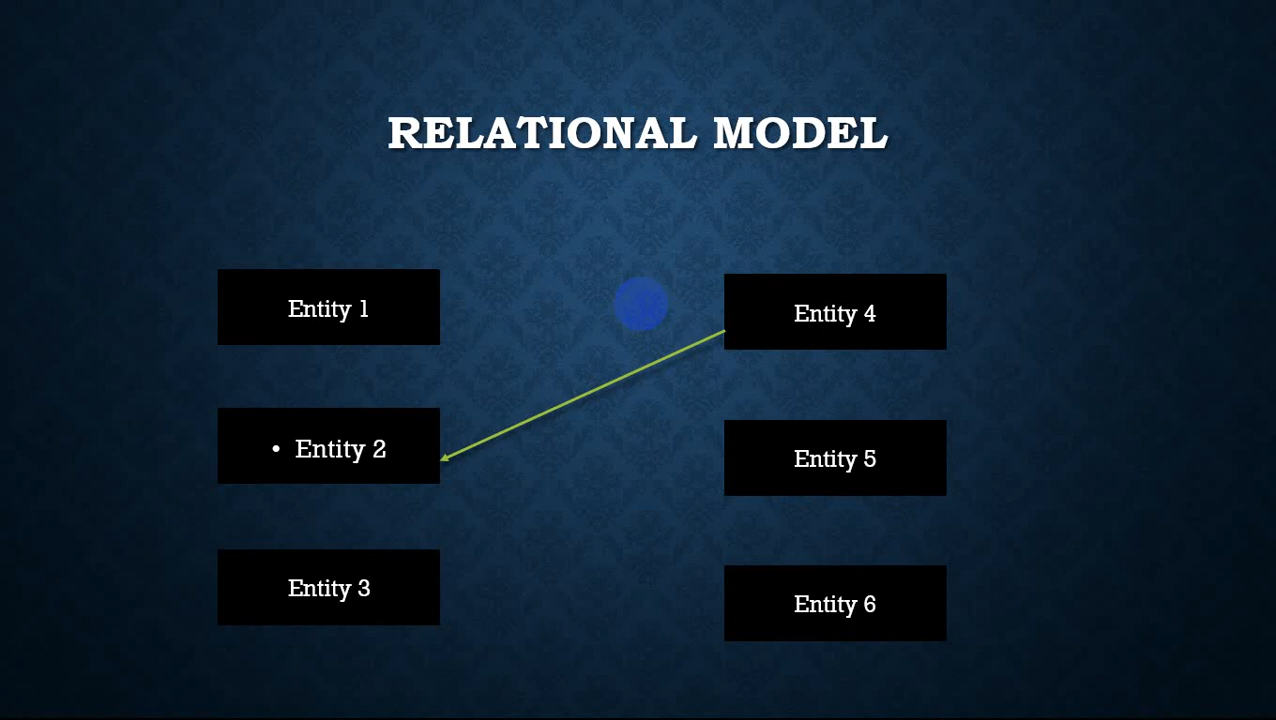 RELATIONAL MODEL
Entity 1
• Entity 2
Entity 3
Entity 4
Entity 5
Entity 6